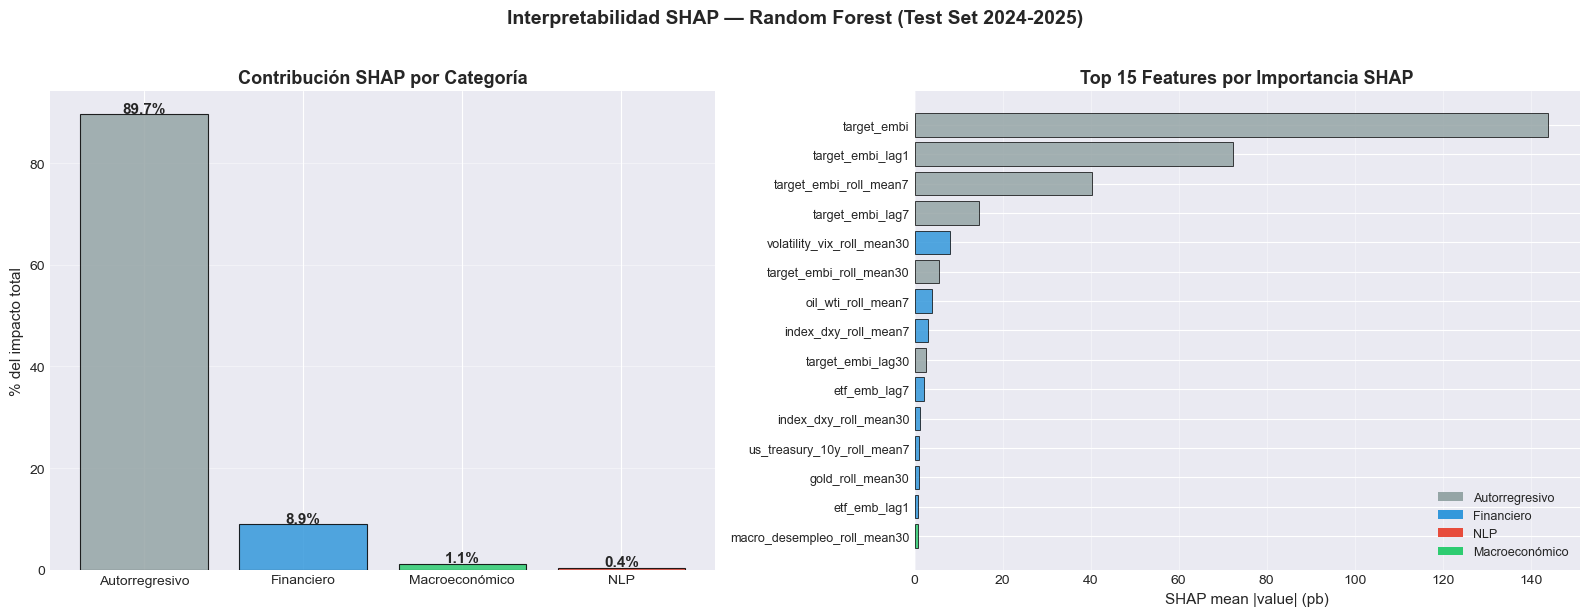 Interpretabilidad SHAP — Random Forest (Test Set 2024-2025)
Contribución SHAP por Categoría
% del impacto total
80
60
40
20
0
89.7%
8.9%
1.1%
0.4%
Autorregresivo
Financiero
Macroeconómico
NLP
Top 15 Features por Importancia SHAP
target_embi
target_embi_lag1
target_embi_roll_mean7
target_embi_lag7
volatility_vix_roll_mean30
target_embi_roll_mean30
oil_wti_roll_mean7
index_dxy_roll_mean7
target_embi_lag30
etf_emb_lag7
index_dxy_roll_mean30
us_treasury_10y_roll_mean7
gold_roll_mean30
etf_emb_lag1
macro_desempleo_roll_mean30
Autorregresivo
Financiero
NLP
Macroeconómico
0
20
40
60
80
100
120
140
SHAP mean |value| (pb)